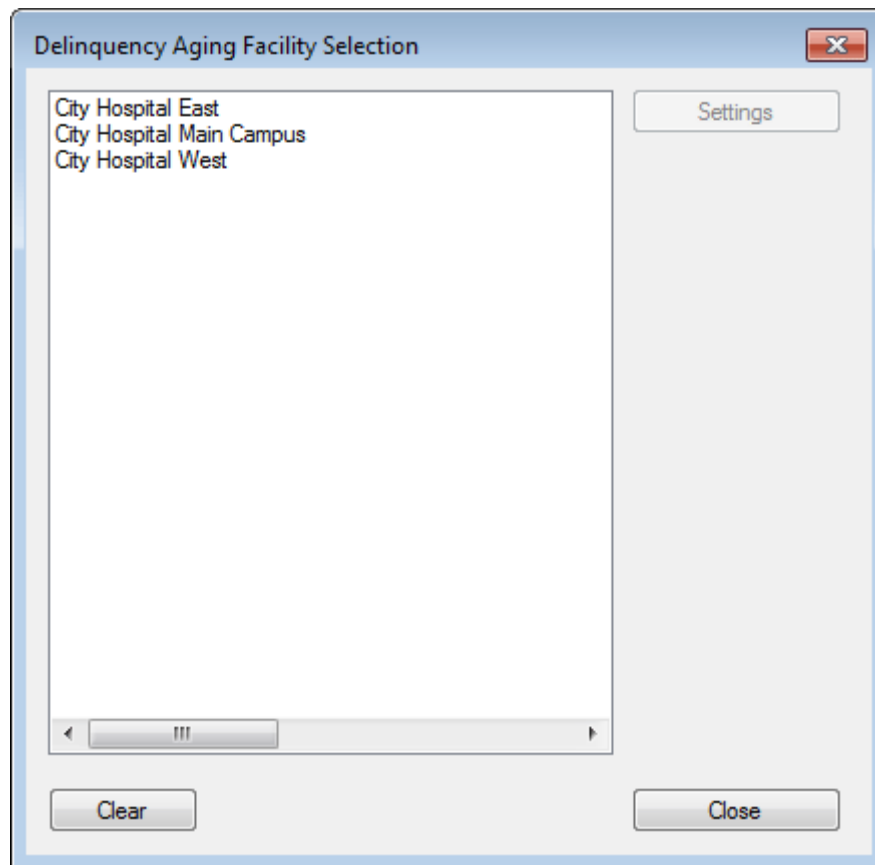 Delinquency Aging Facility Selection
City Hospital East
City Hospital Main Campus
City Hospital West
Settings
Clear
Close